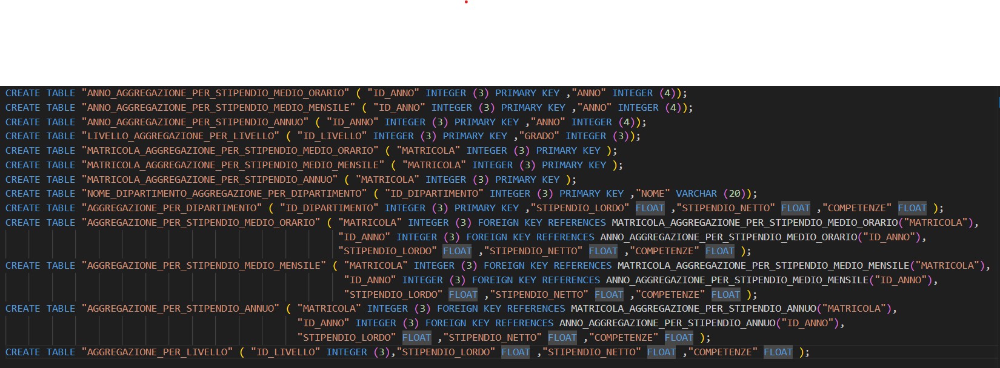 CREATE TABLE "ANNO_AGGREGAZIONE_PER_STIPENDIO_MEDIO_ORARIO" ( "ID_ANNO" INTEGER (3) PRIMARY KEY ,"ANNO" INTEGER (4));
CREATE TABLE "ANNO_AGGREGAZIONE_PER_STIPENDIO_MEDIO_MENSILE" ( "ID_ANNO" INTEGER (3) PRIMARY KEY ,"ANNO" INTEGER (4));
CREATE TABLE "ANNO_AGGREGAZIONE_PER_STIPENDIO_ANNUO" ( "ID_ANNO" INTEGER (3) PRIMARY KEY ,"ANNO" INTEGER (4));
CREATE TABLE "LIVELLO_AGGREGAZIONE_PER_LIVELLO" ( "ID_LIVELLO" INTEGER (3) PRIMARY KEY ,"GRADO" INTEGER (3));
CREATE TABLE "MATRICOLA_AGGREGAZIONE_PER_STIPENDIO_MEDIO_ORARIO" ( "MATRICOLA" INTEGER (3) PRIMARY KEY );
CREATE TABLE "MATRICOLA_AGGREGAZIONE_PER_STIPENDIO_MEDIO_MENSILE" ( "MATRICOLA" INTEGER (3) PRIMARY KEY );
CREATE TABLE "MATRICOLA_AGGREGAZIONE_PER_STIPENDIO_ANNUO" ( "MATRICOLA" INTEGER (3) PRIMARY KEY );
CREATE TABLE "NOME_DIPARTIMENTO_AGGREGAZIONE_PER_DIPARTIMENTO" ( "ID_DIPARTIMENTO" INTEGER (3) PRIMARY KEY ,"NOME" VARCHAR (20));
CREATE TABLE "AGGREGAZIONE_PER_DIPARTIMENTO" ( "ID_DIPARTIMENTO" INTEGER (3) PRIMARY KEY ,"STIPENDIO_LORDO" FLOAT ,"STIPENDIO_NETTO" FLOAT ,"COMPETENZE" FLOAT );
CREATE TABLE "AGGREGAZIONE_PER_STIPENDIO_MEDIO_ORARIO" ( "MATRICOLA" INTEGER (3) FOREIGN KEY REFERENCES MATRICOLA_AGGREGAZIONE_PER_STIPENDIO_MEDIO_ORARIO("MATRICOLA"),
"ID_ANNO" INTEGER (3) FOREIGN KEY REFERENCES ANNO_AGGREGAZIONE_PER_STIPENDIO_MEDIO_ORARIO("ID_ANNO"),
"STIPENDIO_LORDO" FLOAT ,"STIPENDIO_NETTO" FLOAT ,"COMPETENZE" FLOAT );
CREATE TABLE "AGGREGAZIONE_PER_STIPENDIO_MEDIO_MENSILE" ( "MATRICOLA" INTEGER (3) FOREIGN KEY REFERENCES MATRICOLA_AGGREGAZIONE_PER_STIPENDIO_MEDIO_MENSILE("MATRICOLA"),
"ID_ANNO" INTEGER (3) FOREIGN KEY REFERENCES ANNO_AGGREGAZIONE_PER_STIPENDIO_MEDIO_MENSILE("ID_ANNO"),
"STIPENDIO_LORDO" FLOAT ,"STIPENDIO_NETTO" FLOAT ,"COMPETENZE" FLOAT );
CREATE TABLE "AGGREGAZIONE_PER_STIPENDIO_ANNUO" ( "MATRICOLA" INTEGER (3) FOREIGN KEY REFERENCES MATRICOLA_AGGREGAZIONE_PER_STIPENDIO_ANNUO("MATRICOLA"),
"ID_ANNO" INTEGER (3) FOREIGN KEY REFERENCES ANNO_AGGREGAZIONE_PER_STIPENDIO_ANNUO("ID_ANNO"),
"STIPENDIO_LORDO" FLOAT ,"STIPENDIO_NETTO" FLOAT ,"COMPETENZE" FLOAT );
CREATE TABLE "AGGREGAZIONE_PER_LIVELLO" ( "ID_LIVELLO" INTEGER (3),"STIPENDIO_LORDO" FLOAT ,"STIPENDIO_NETTO" FLOAT ,"COMPETENZE" FLOAT );